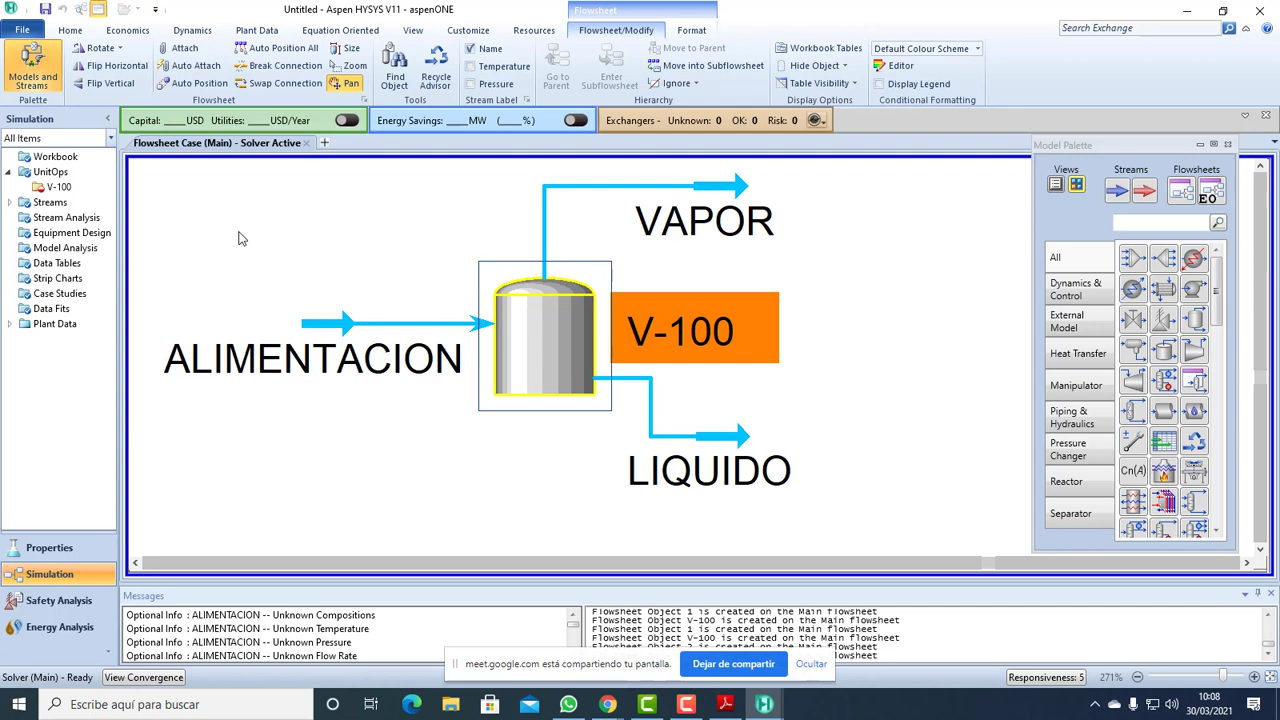 Untitled - Aspen HYSYS V11 - aspenONE
Flowsheet
File
Home
Economics
Dynamics
Plant Data
Equation Oriented
View
Customize
Resources
Flowsheet/Modify
Format
Search Exchange
Models and Streams
Rotate
Flip Horizontal
Flip Vertical
Attach
Auto Attach
Auto Position
Auto Position All
Break Connection
Swap Connection
Size
Zoom
Pan
Find Object
Recycle Advisor
Name
Temperature
Pressure
Go to Parent
Enter Subflowsheet
Move to Parent
Move into Subflowsheet
Ignore
Workbook Tables
Hide Object
Table Visibility
Default Colour Scheme
Editor
Display Legend
Palette
Flowsheet
Tools
Stream Label
Hierarchy
Display Options
Conditional Formatting
Simulation
All Items
Capital: ____USD Utilities: ____USD/Year
Energy Savings: ____MW (____%)
Exchangers - Unknown: 0 OK: 0 Risk: 0
Flowsheet Case (Main) - Solver Active
Workbook
UnitOps
V-100
Streams
Stream Analysis
Equipment Design
Model Analysis
Data Tables
Strip Charts
Case Studies
Data Fits
Plant Data
Properties
Simulation
Safety Analysis
Energy Analysis
VAPOR
V-100
ALIMENTACION
LIQUIDO
Model Palette
Views
Streams
Flowsheets
EO
All
Dynamics & Control
External Model
Heat Transfer
Manipulator
Piping & Hydraulics
Pressure Changer
Reactor
Separator
Cn(A)
Messages
Optional Info : ALIMENTACION -- Unknown Compositions
Optional Info : ALIMENTACION -- Unknown Temperature
Optional Info : ALIMENTACION -- Unknown Pressure
Optional Info : ALIMENTACION -- Unknown Flow Rate
Flowsheet Object 1 is created on the Main flowsheet
Flowsheet Object V-100 is created on the Main flowsheet
Flowsheet Object 1 is created on the Main flowsheet
Flowsheet Object V-100 is created on the Main flowsheet
meet.google.com está compartiendo tu pantalla.
Dejar de compartir
Ocultar
Solver (Main) - Ready
View Convergence
Responsiveness: 5
271%
Escribe aquí para buscar
10:08
30/03/2021